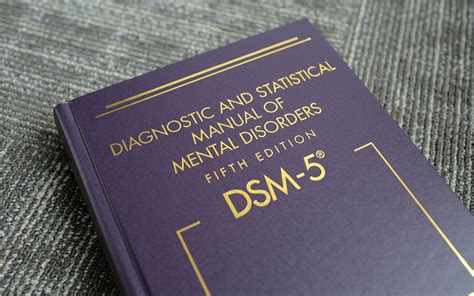 DIAGNOSTIC AND STATISTICAL
MANUAL OF
MENTAL DISORDERS
FIFTH EDITION
DSM-5®